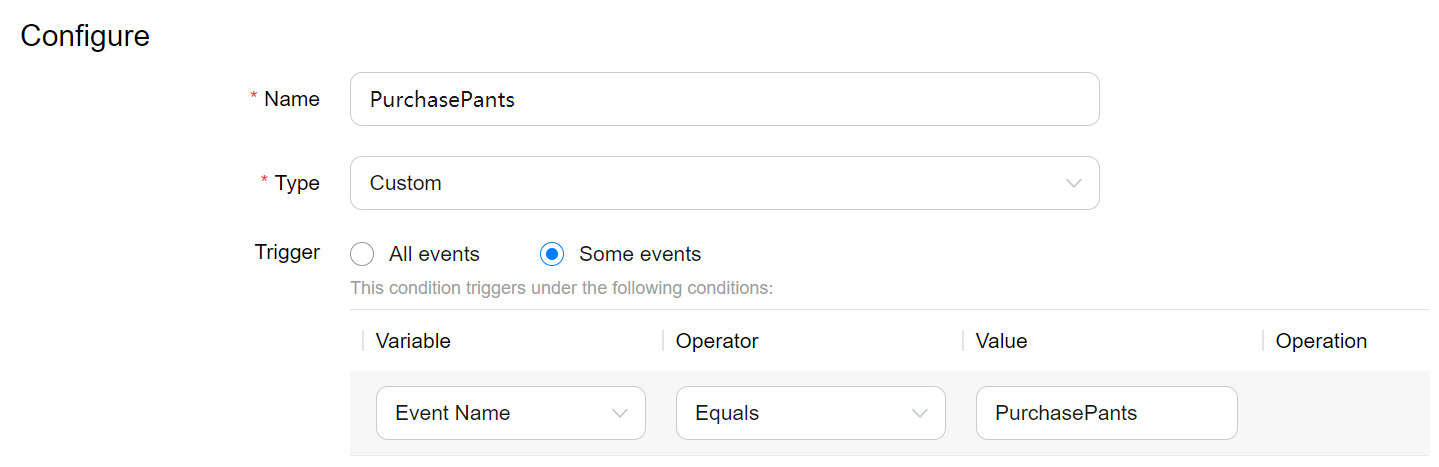 Configure
* Name PurchasePants
* Type Custom
Trigger All events Some events
This condition triggers under the following conditions:
Variable Operator Value Operation
Event Name Equals PurchasePants